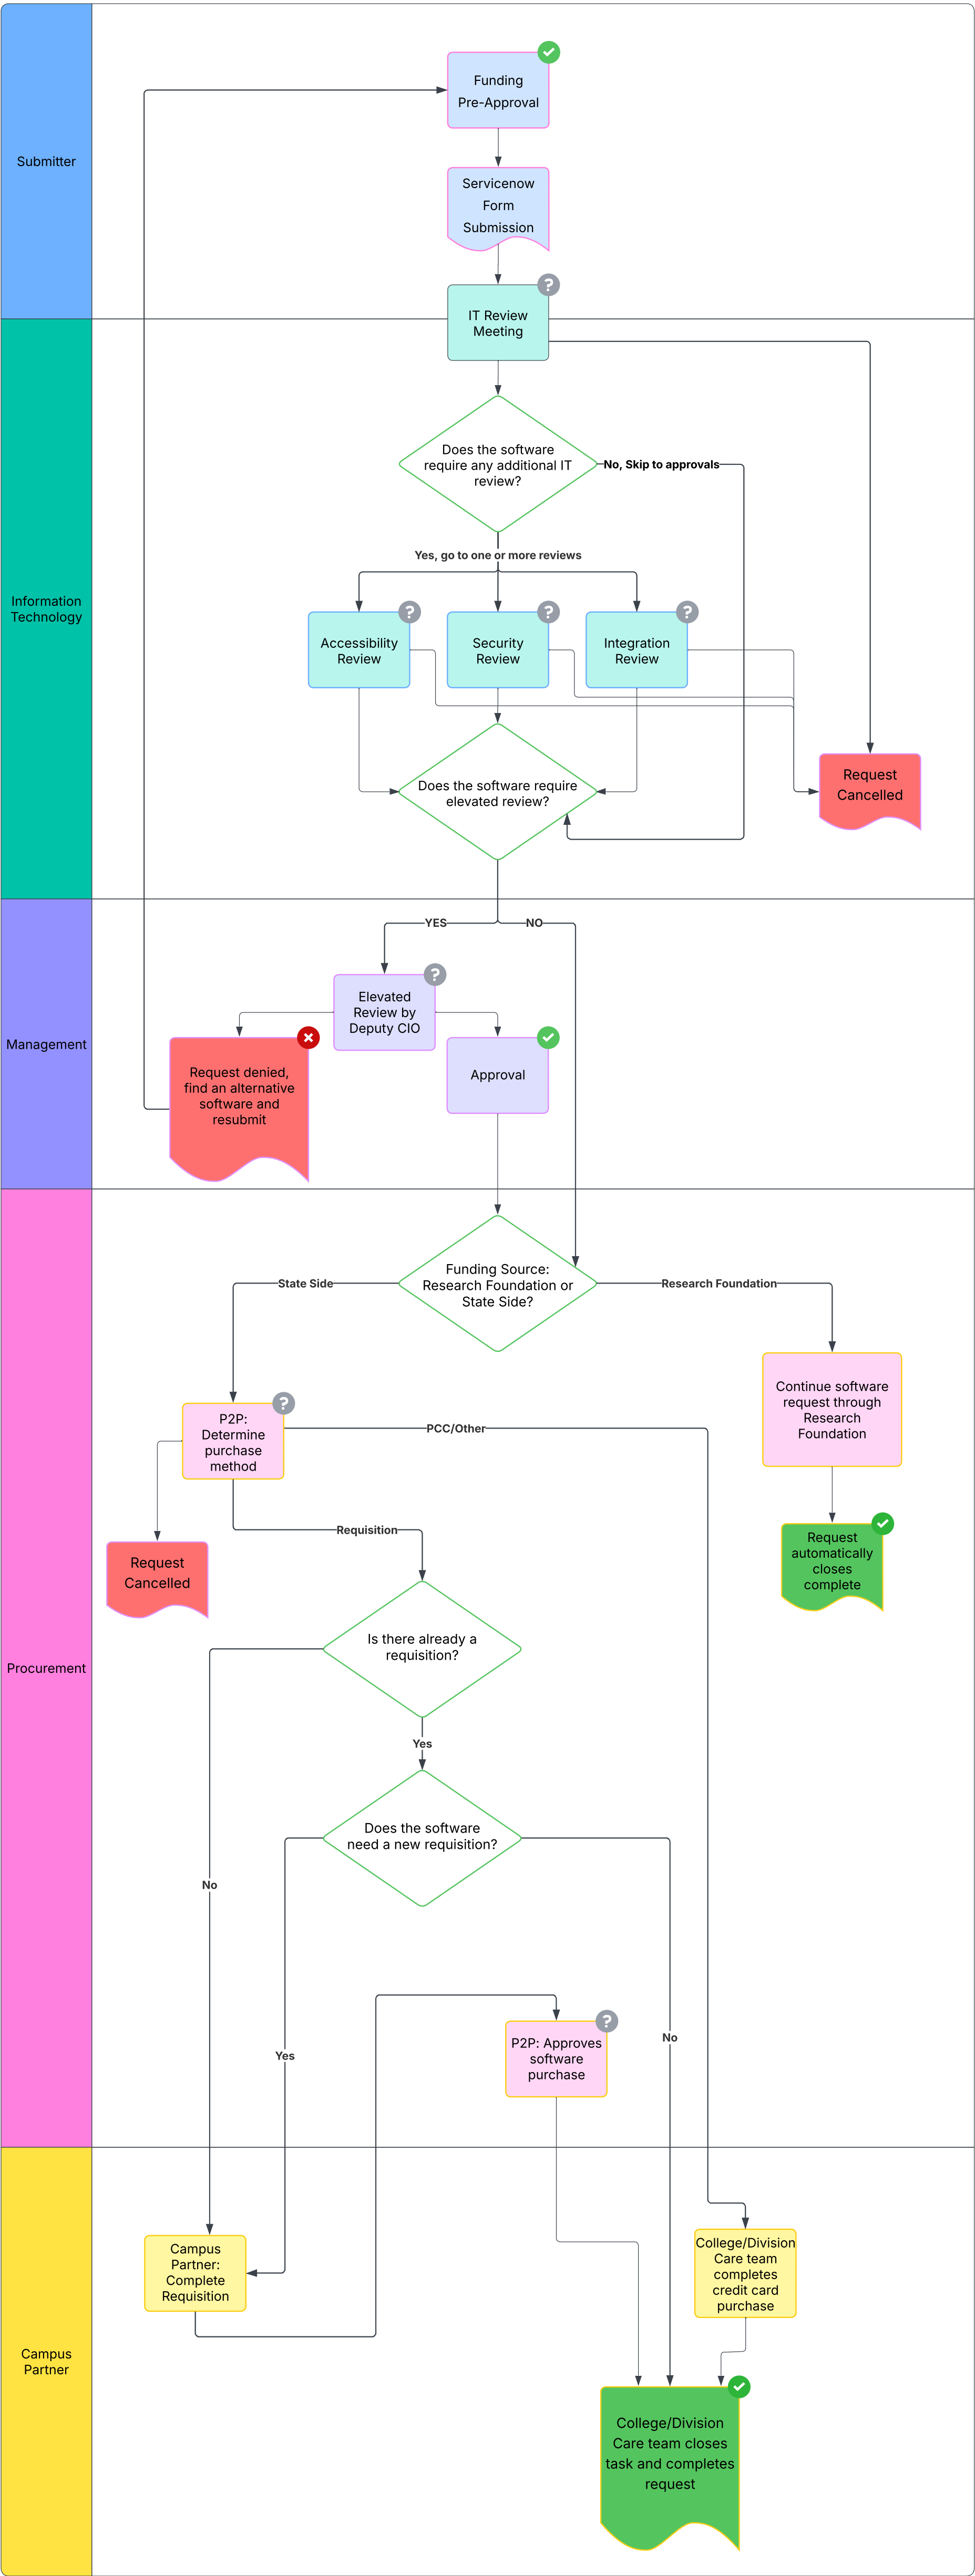 Submitter
Funding
Pre-Approval
Servicenow
Form
Submission
IT Review
Meeting
Information
Technology
Does the software
require any additional IT
review?
No, Skip to approvals
Yes, go to one or more reviews
Accessibility
Review
Security
Review
Integration
Review
Does the software require
elevated review?
Request
Cancelled
Management
YES
NO
Elevated
Review by
Deputy CIO
Request denied,
find an alternative
software and
resubmit
Approval
Procurement
Funding Source:
Research Foundation or
State Side?
State Side
Research Foundation
Continue software
request through
Research
Foundation
P2P:
Determine
purchase
method
PCC/Other
Request
automatically
closes
complete
Requisition
Request
Cancelled
Is there already a
requisition?
Yes
Does the software
need a new requisition?
No
Yes
No
P2P: Approves
software
purchase
Campus
Partner
Campus
Partner:
Complete
Requisition
College/Division
Care team
completes
credit card
purchase
College/Division
Care team closes
task and completes
request